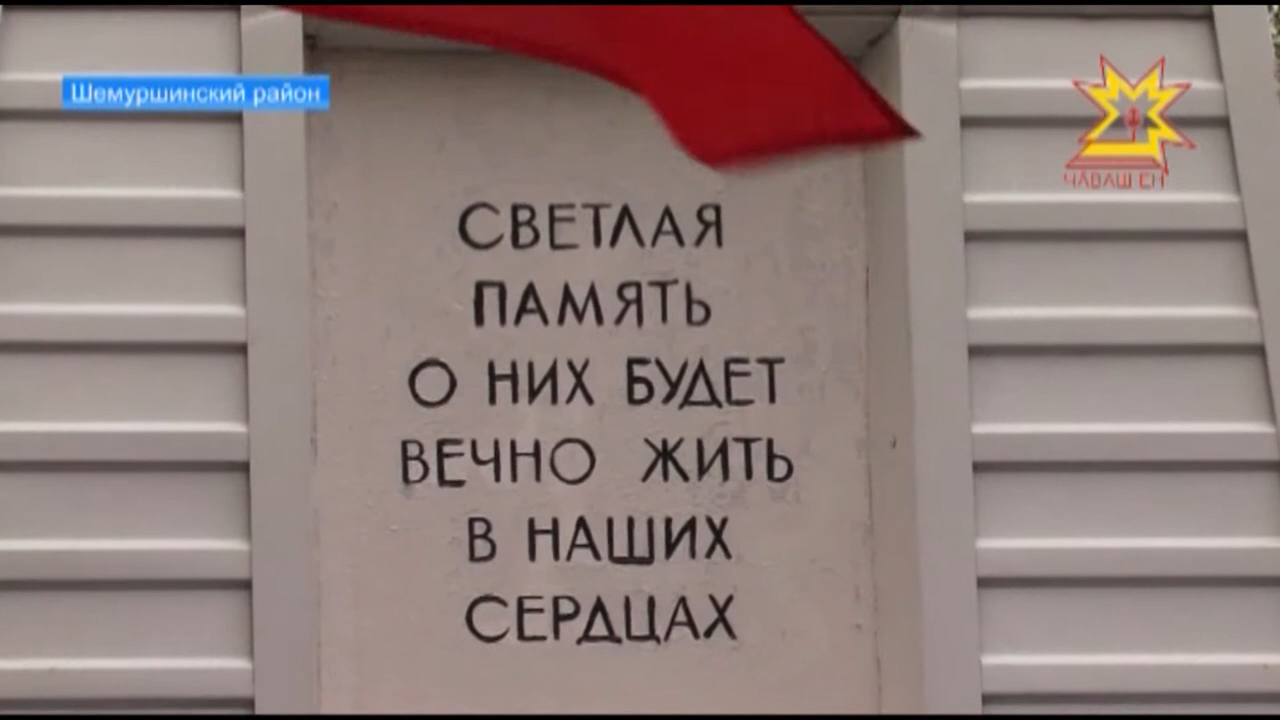 Шемуршинский район
ЧĂВАШ ЕН
СВЕТЛАЯ
ПАМЯТЬ
О НИХ БУДЕТ
ВЕЧНО ЖИТЬ
В НАШИХ
СЕРДЦАХ